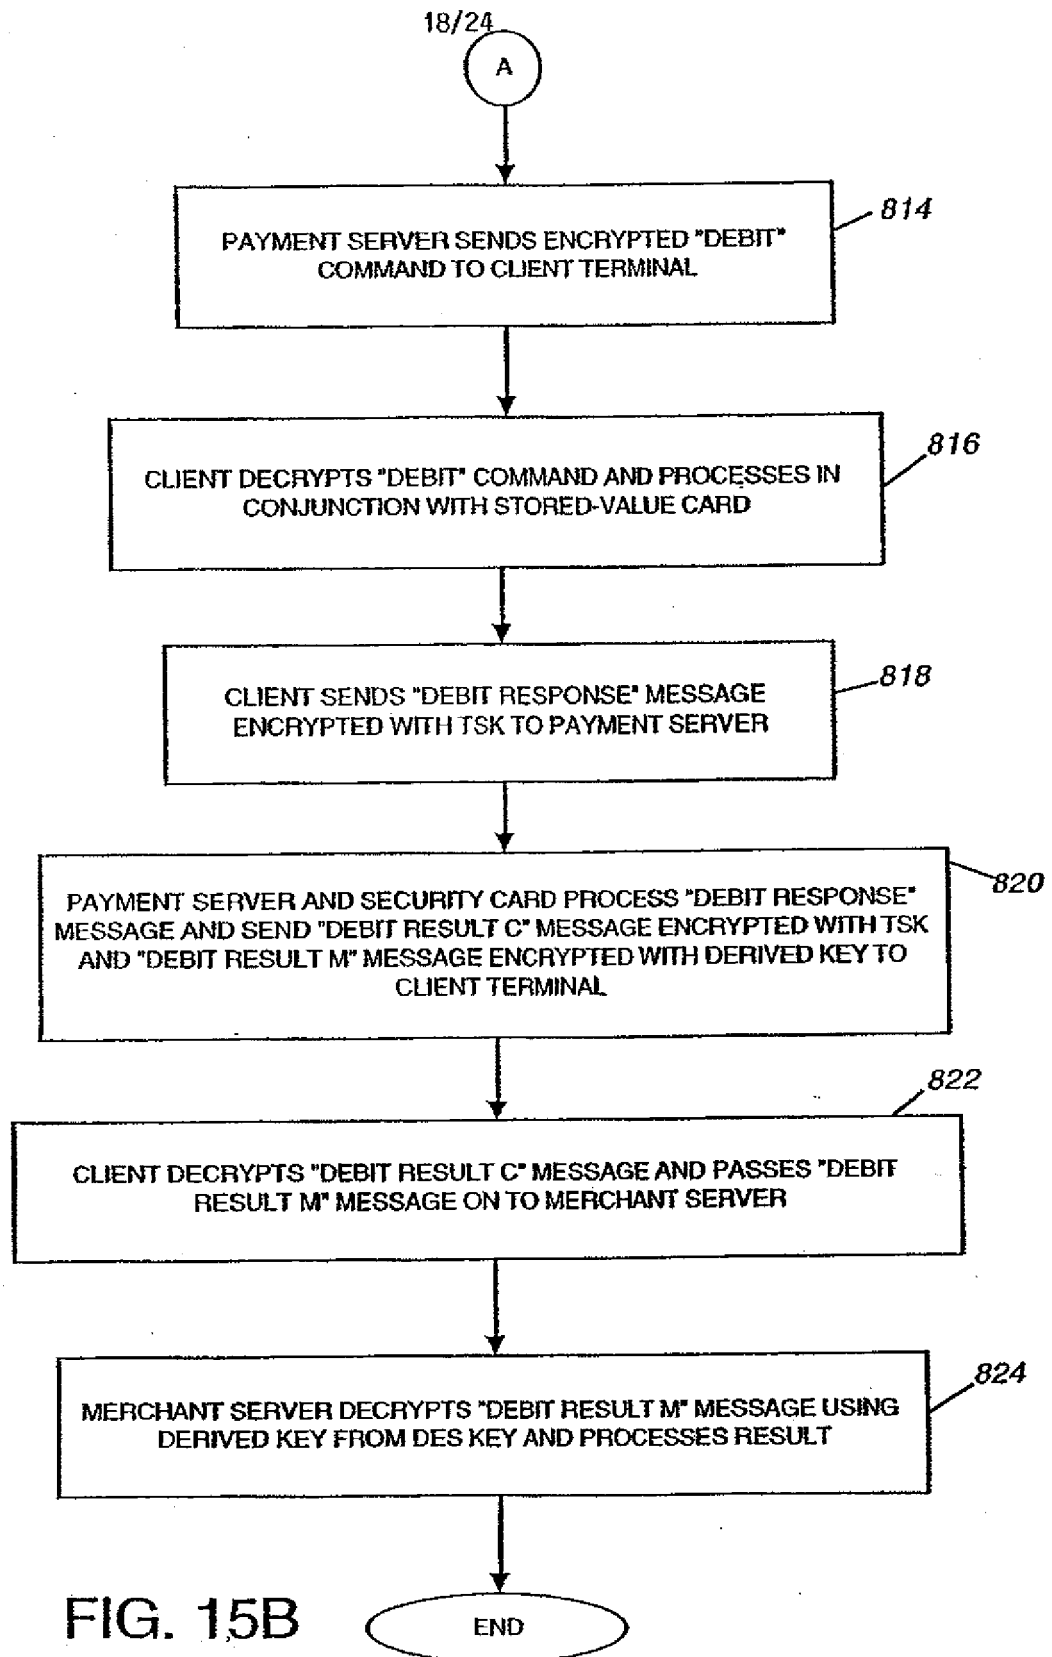 18/24
A
PAYMENT SERVER SENDS ENCRYPTED "DEBIT"
COMMAND TO CLIENT TERMINAL
814
CLIENT DECRYPTS "DEBIT" COMMAND AND PROCESSES IN
CONJUNCTION WITH STORED-VALUE CARD
816
CLIENT SENDS "DEBIT RESPONSE" MESSAGE
ENCRYPTED WITH TSK TO PAYMENT SERVER
818
PAYMENT SERVER AND SECURITY CARD PROCESS "DEBIT RESPONSE"
MESSAGE AND SEND "DEBIT RESULT C" MESSAGE ENCRYPTED WITH TSK
AND "DEBIT RESULT M" MESSAGE ENCRYPTED WITH DERIVED KEY TO
CLIENT TERMINAL
820
CLIENT DECRYPTS "DEBIT RESULT C" MESSAGE AND PASSES "DEBIT
RESULT M" MESSAGE ON TO MERCHANT SERVER
822
MERCHANT SERVER DECRYPTS "DEBIT RESULT M" MESSAGE USING
DERIVED KEY FROM DES KEY AND PROCESSES RESULT
824
END
FIG. 15B